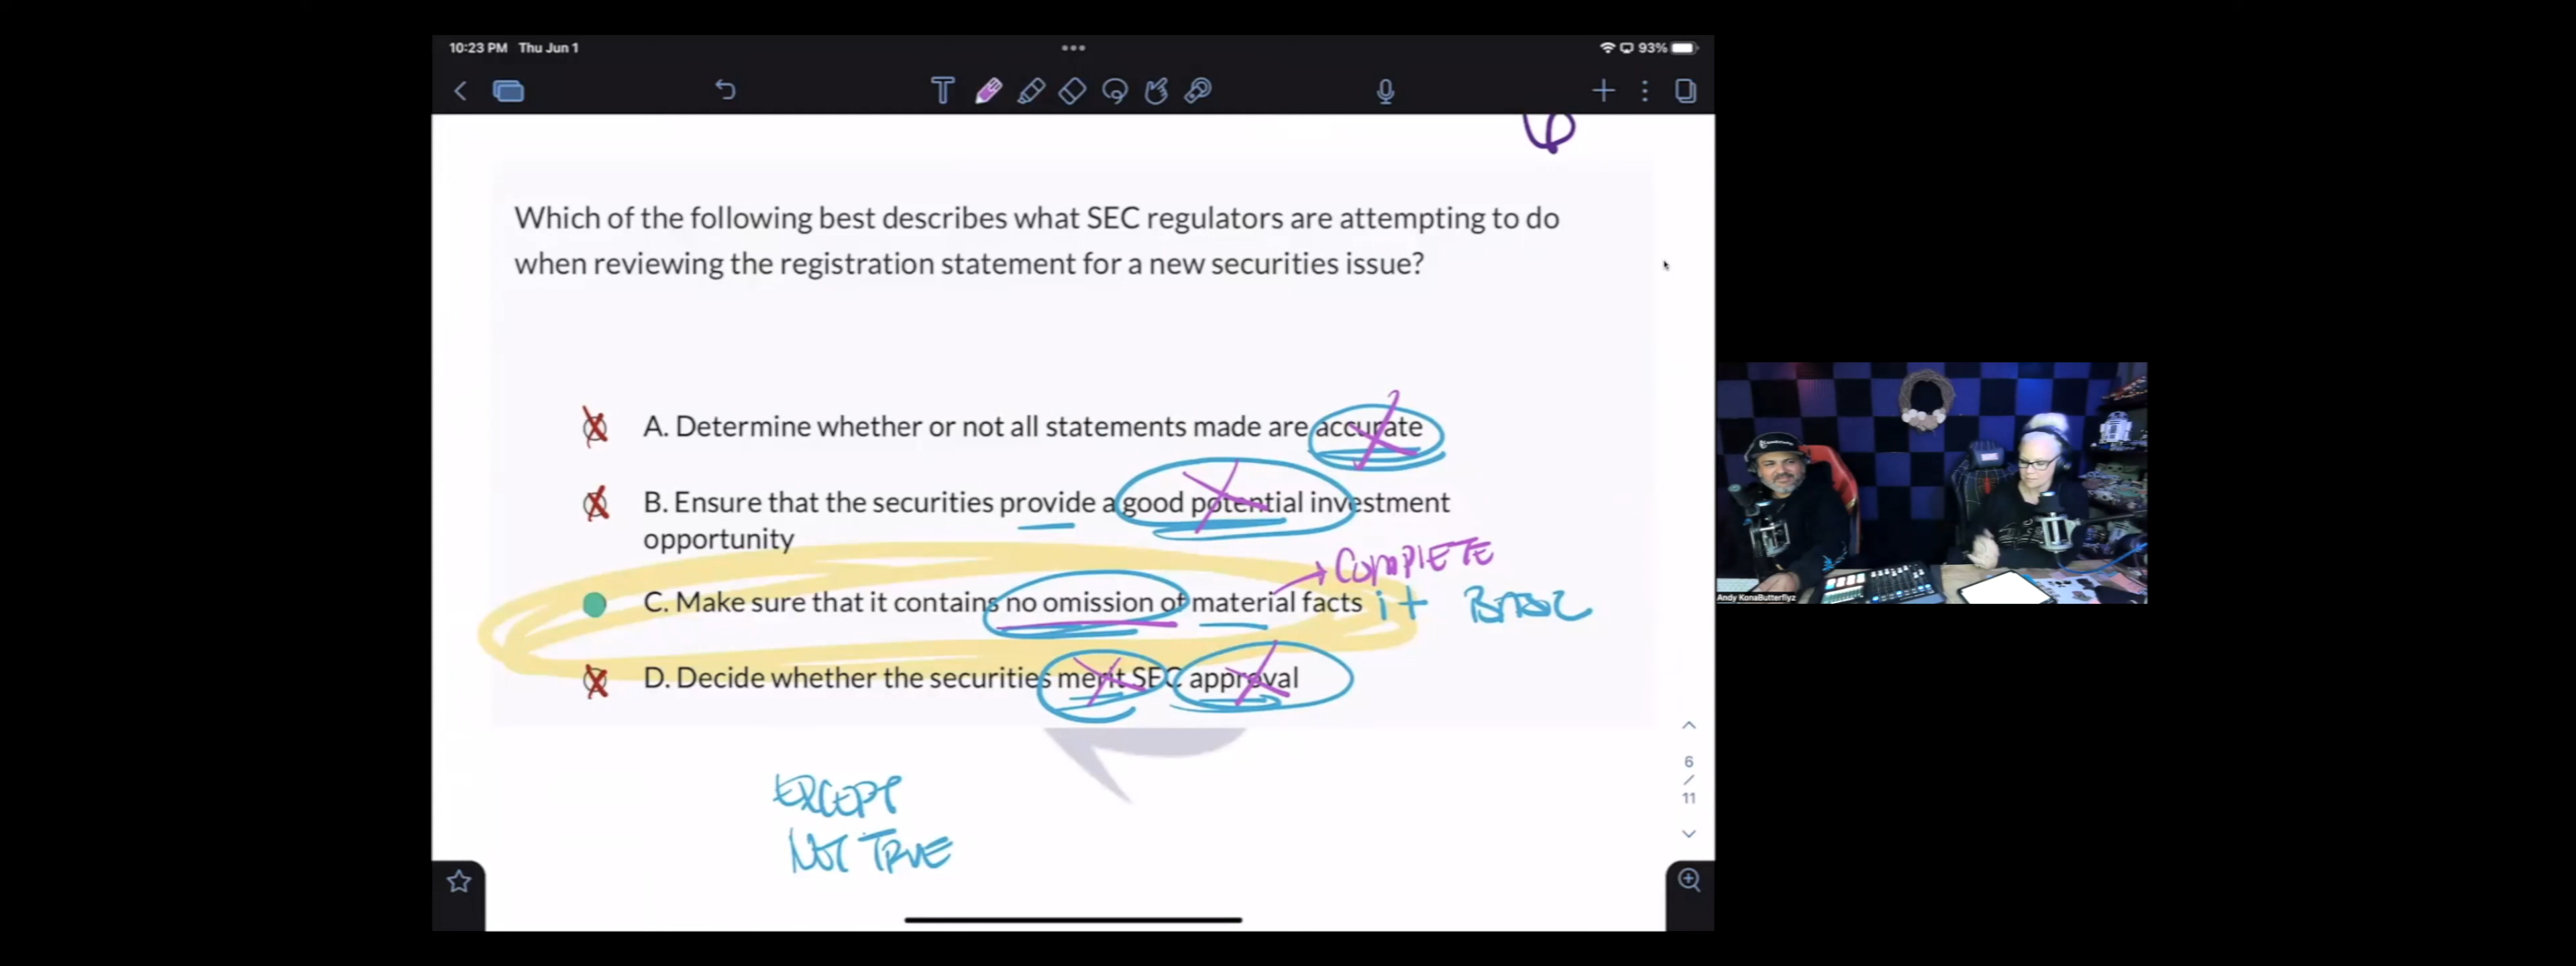 10:23 PM Thu Jun 1
93%
Which of the following best describes what SEC regulators are attempting to do
when reviewing the registration statement for a new securities issue?
A. Determine whether or not all statements made are accurate
B. Ensure that the securities provide a good potential investment
opportunity
COMPLETE
C. Make sure that it contains no omission of material facts it
D. Decide whether the securities merit SEC approval
EXCEPT
NOT TRUE
6
/
11
Andy KonaButterflyz